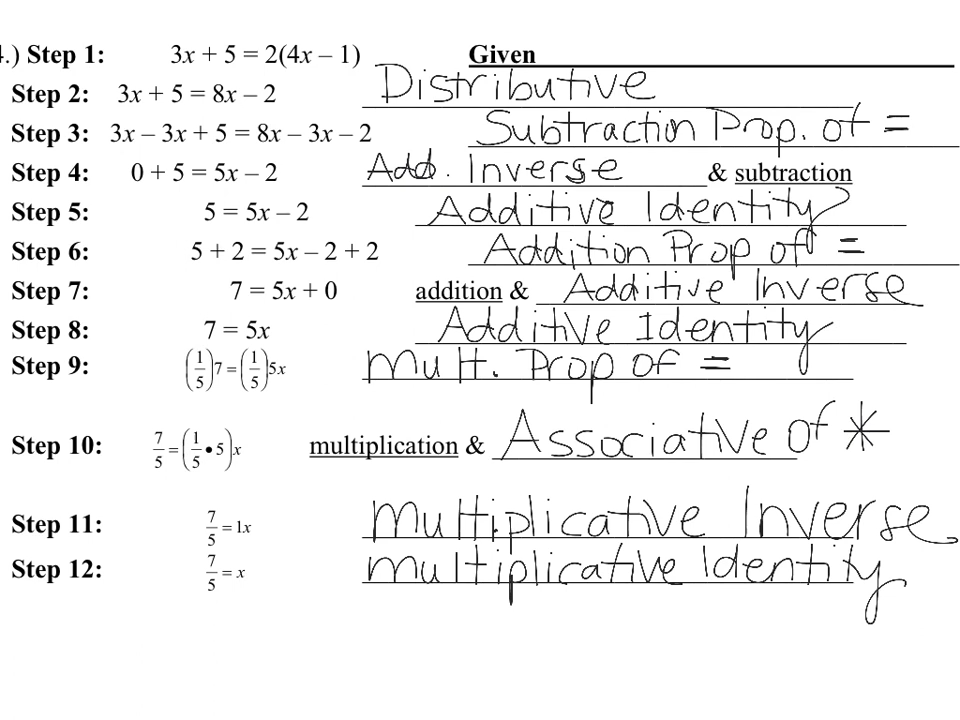 4.) Step 1: 3x + 5 = 2(4x – 1) Given
Step 2: 3x + 5 = 8x – 2 Distributive
Step 3: 3x – 3x + 5 = 8x – 3x – 2 Subtraction Prop. of =
Step 4: 0 + 5 = 5x – 2 Add. Inverse & subtraction
Step 5: 5 = 5x – 2 Additive Identity
Step 6: 5 + 2 = 5x – 2 + 2 Addition Prop of =
Step 7: 7 = 5x + 0 addition & Additive Inverse
Step 8: 7 = 5x Additive Identity
Step 9: (1/5)7 = (1/5)5x Mult. Prop of =
Step 10: 7/5 = (1/5 • 5)x multiplication & Associative of *
Step 11: 7/5 = 1x Multiplicative Inverse
Step 12: 7/5 = x Multiplicative Identity